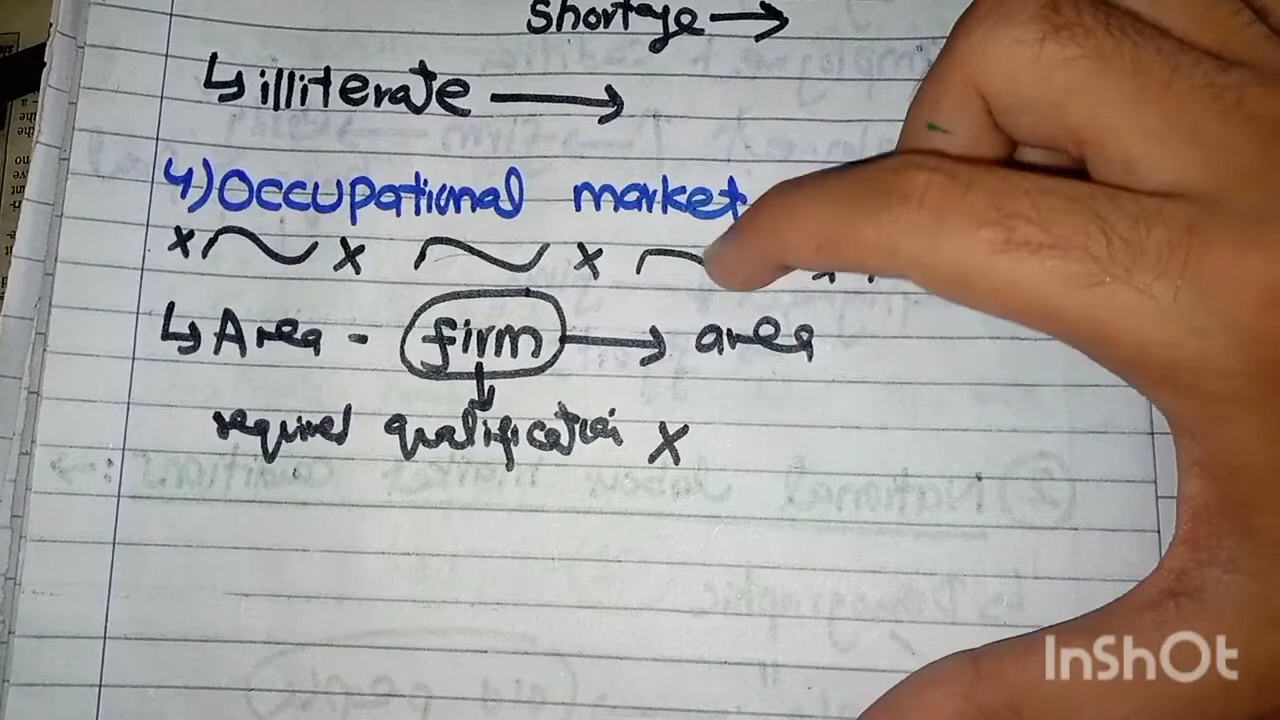 Shortage →
↳ illiterate →
4) Occupational market
x ~ x ~ x
↳ Area - firm → area
↓
required qualification x
InShOt